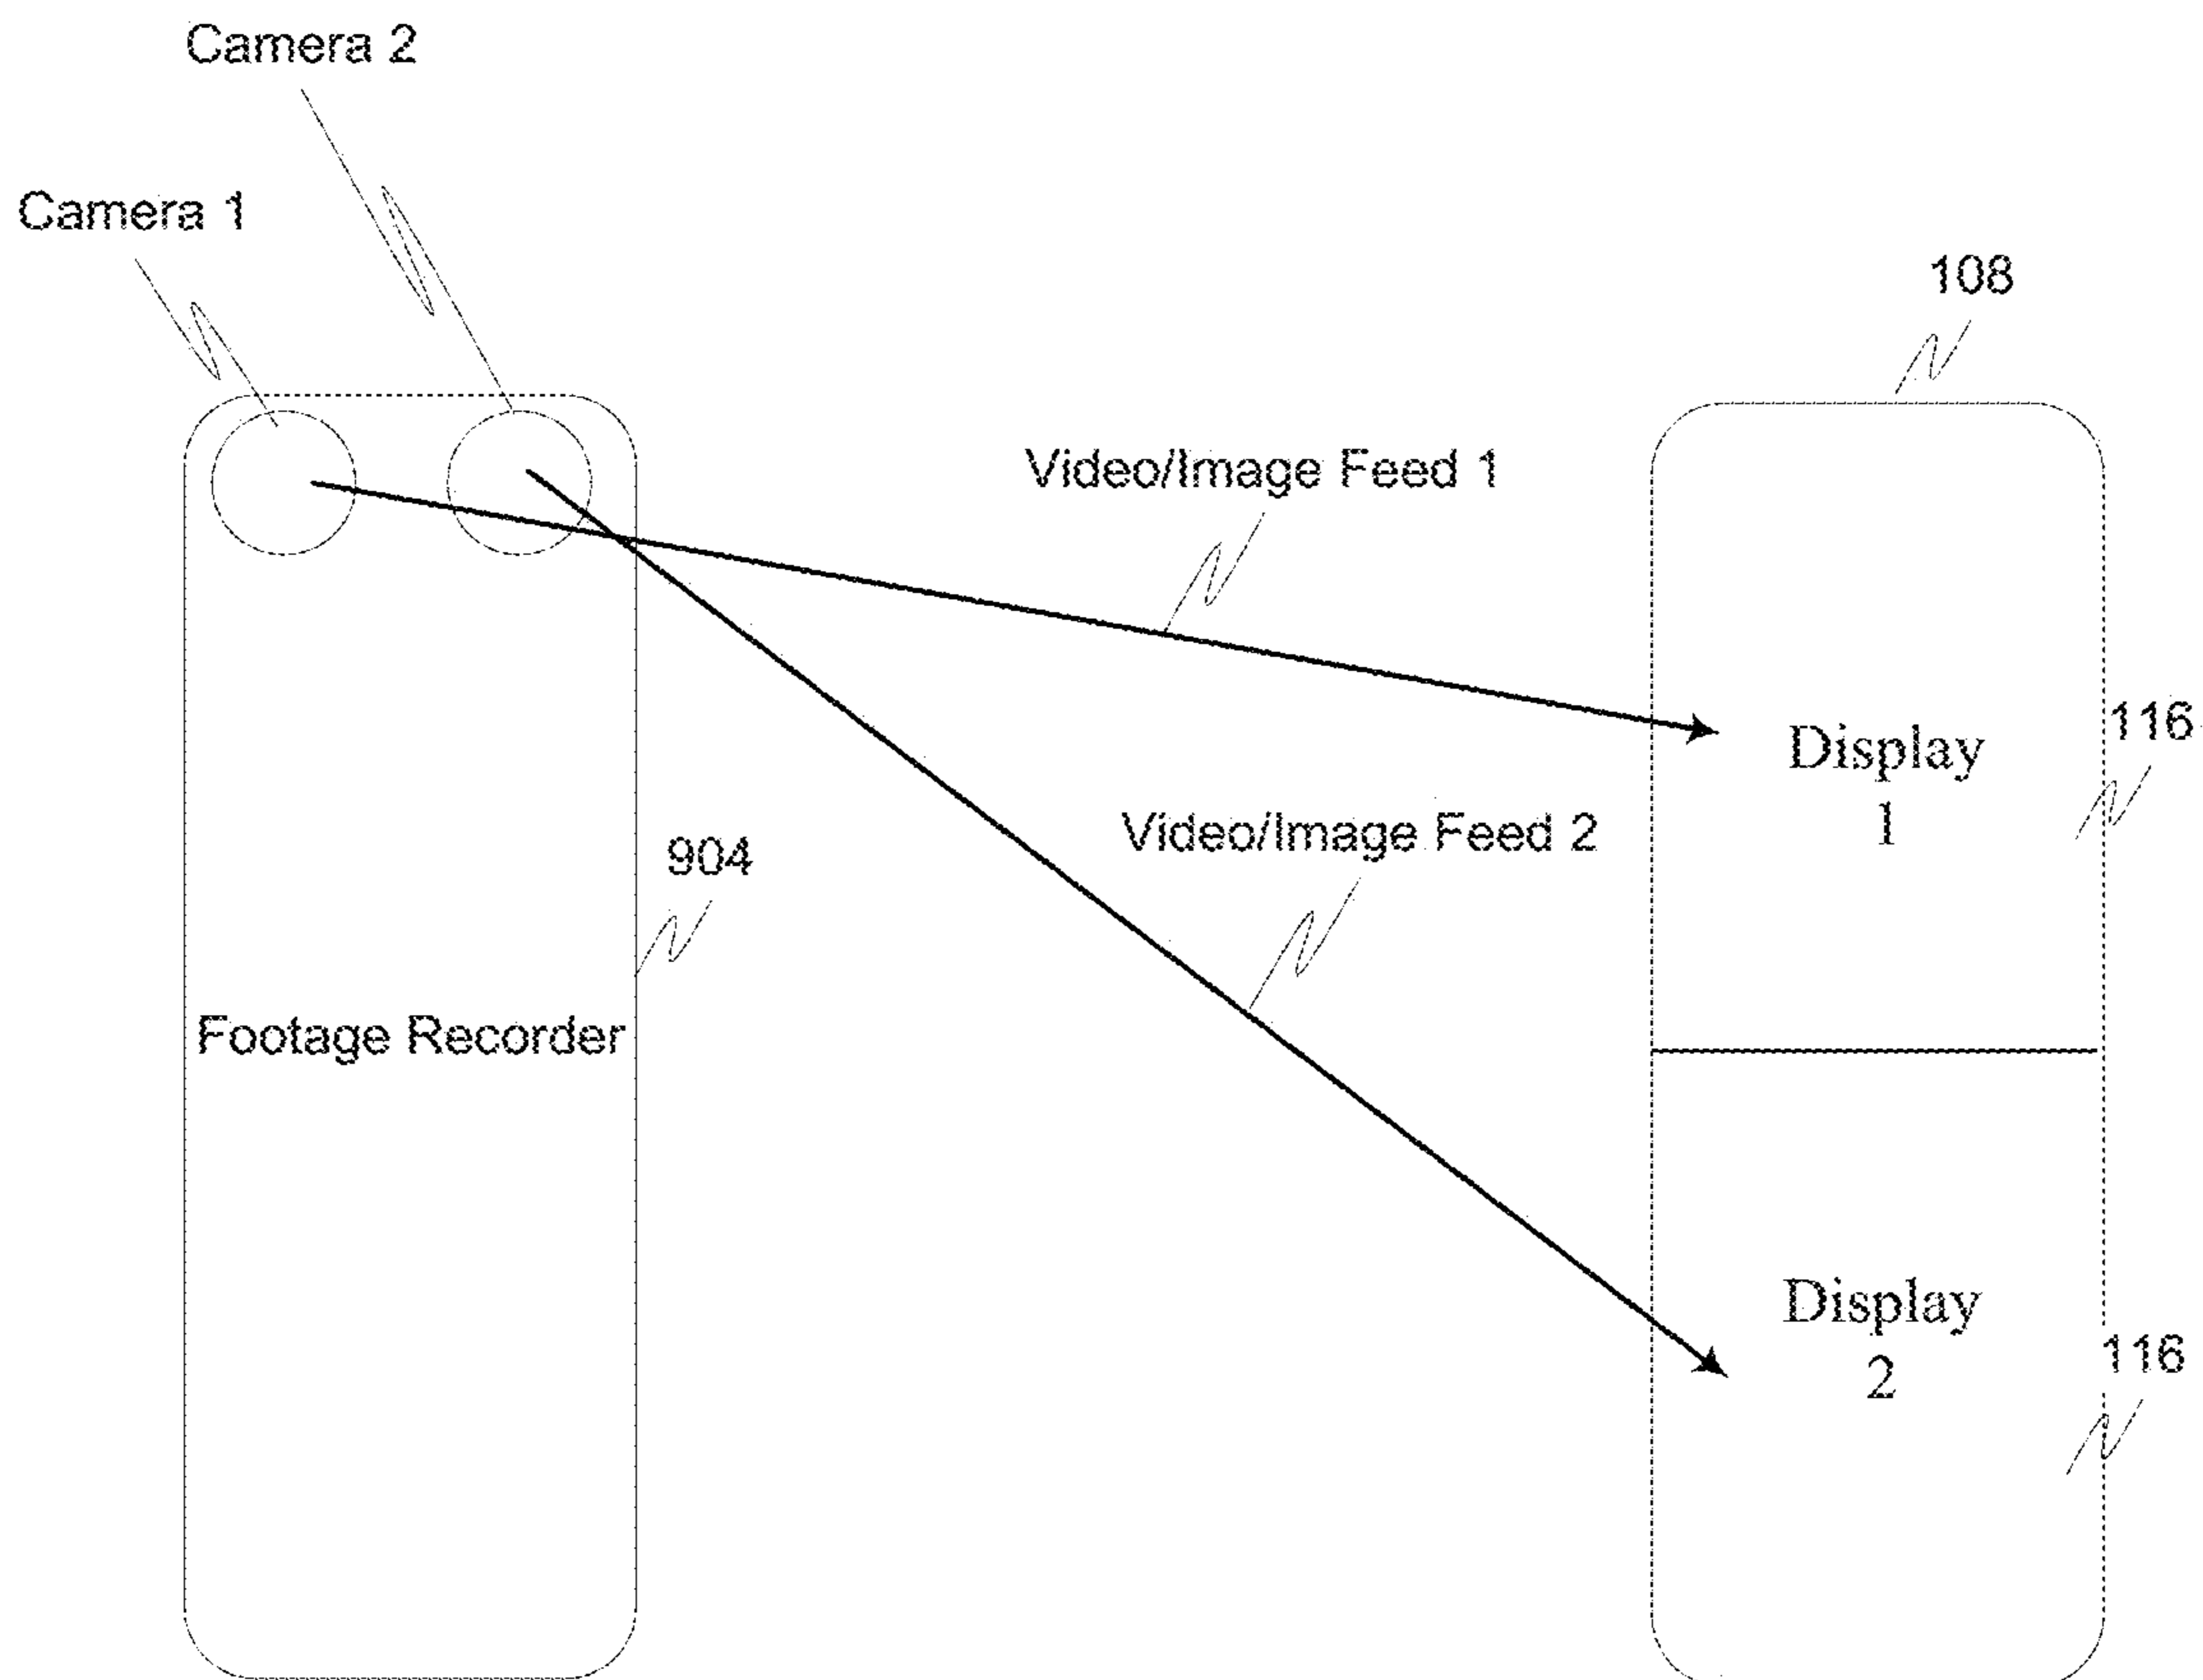 Camera 2
Camera 1
108
Video/Image Feed 1
116
Display
1
Video/Image Feed 2
904
Footage Recorder
Display
2
116